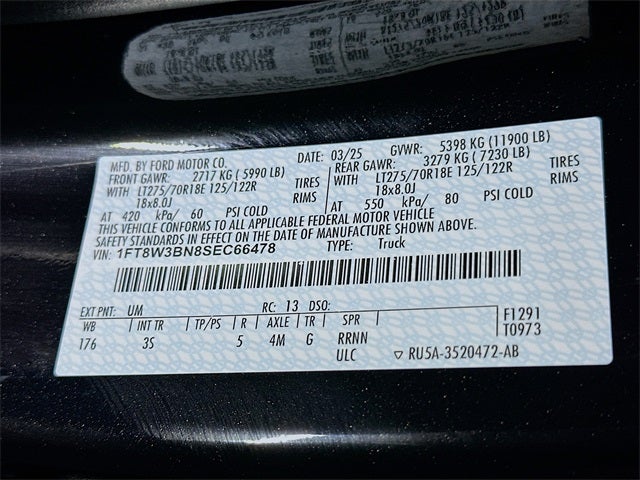 MFD. BY FORD MOTOR CO. DATE: 03/25 GVWR: 5398 KG (11900 LB)
FRONT GAWR: 2717 KG (5990 LB) REAR GAWR: 3279 KG (7230 LB)
WITH LT275/70R18E 125/122R TIRES WITH LT275/70R18E 125/122R TIRES
18x8.0J RIMS 18x8.0J RIMS
AT 420 kPa/ 60 PSI COLD AT 550 kPa/ 80 PSI COLD
THIS VEHICLE CONFORMS TO ALL APPLICABLE FEDERAL MOTOR VEHICLE
SAFETY STANDARDS IN EFFECT ON THE DATE OF MANUFACTURE SHOWN ABOVE.
VIN: 1FT8W3BN8SEC66478 TYPE: Truck
EXT PNT: UM RC: 13 DSO: F1291
WB INT TR TP/PS R AXLE TR SPR T0973
176 3S 5 4M G RRNN
ULC ▽ RU5A-3520472-AB